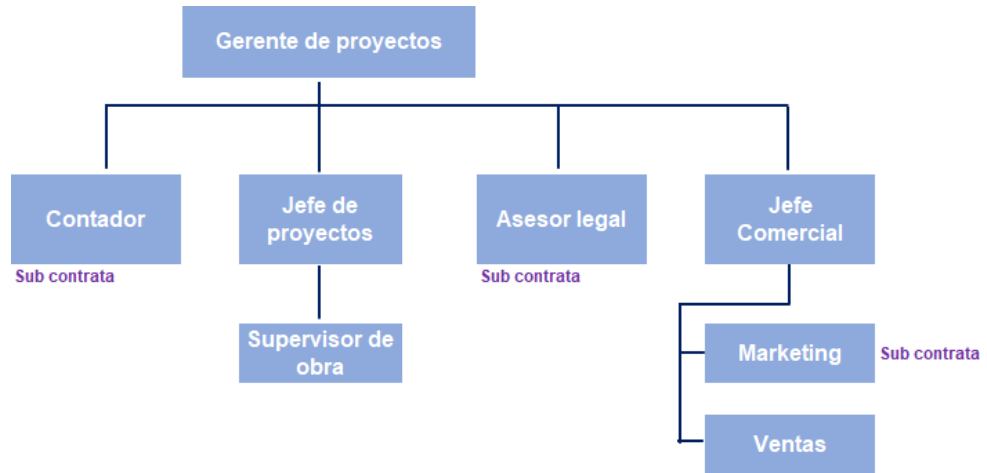 Gerente de proyectos
Contador
Jefe de
proyectos
Asesor legal
Jefe
Comercial
Sub contrata
Sub contrata
Supervisor de
obra
Marketing
Sub contrata
Ventas